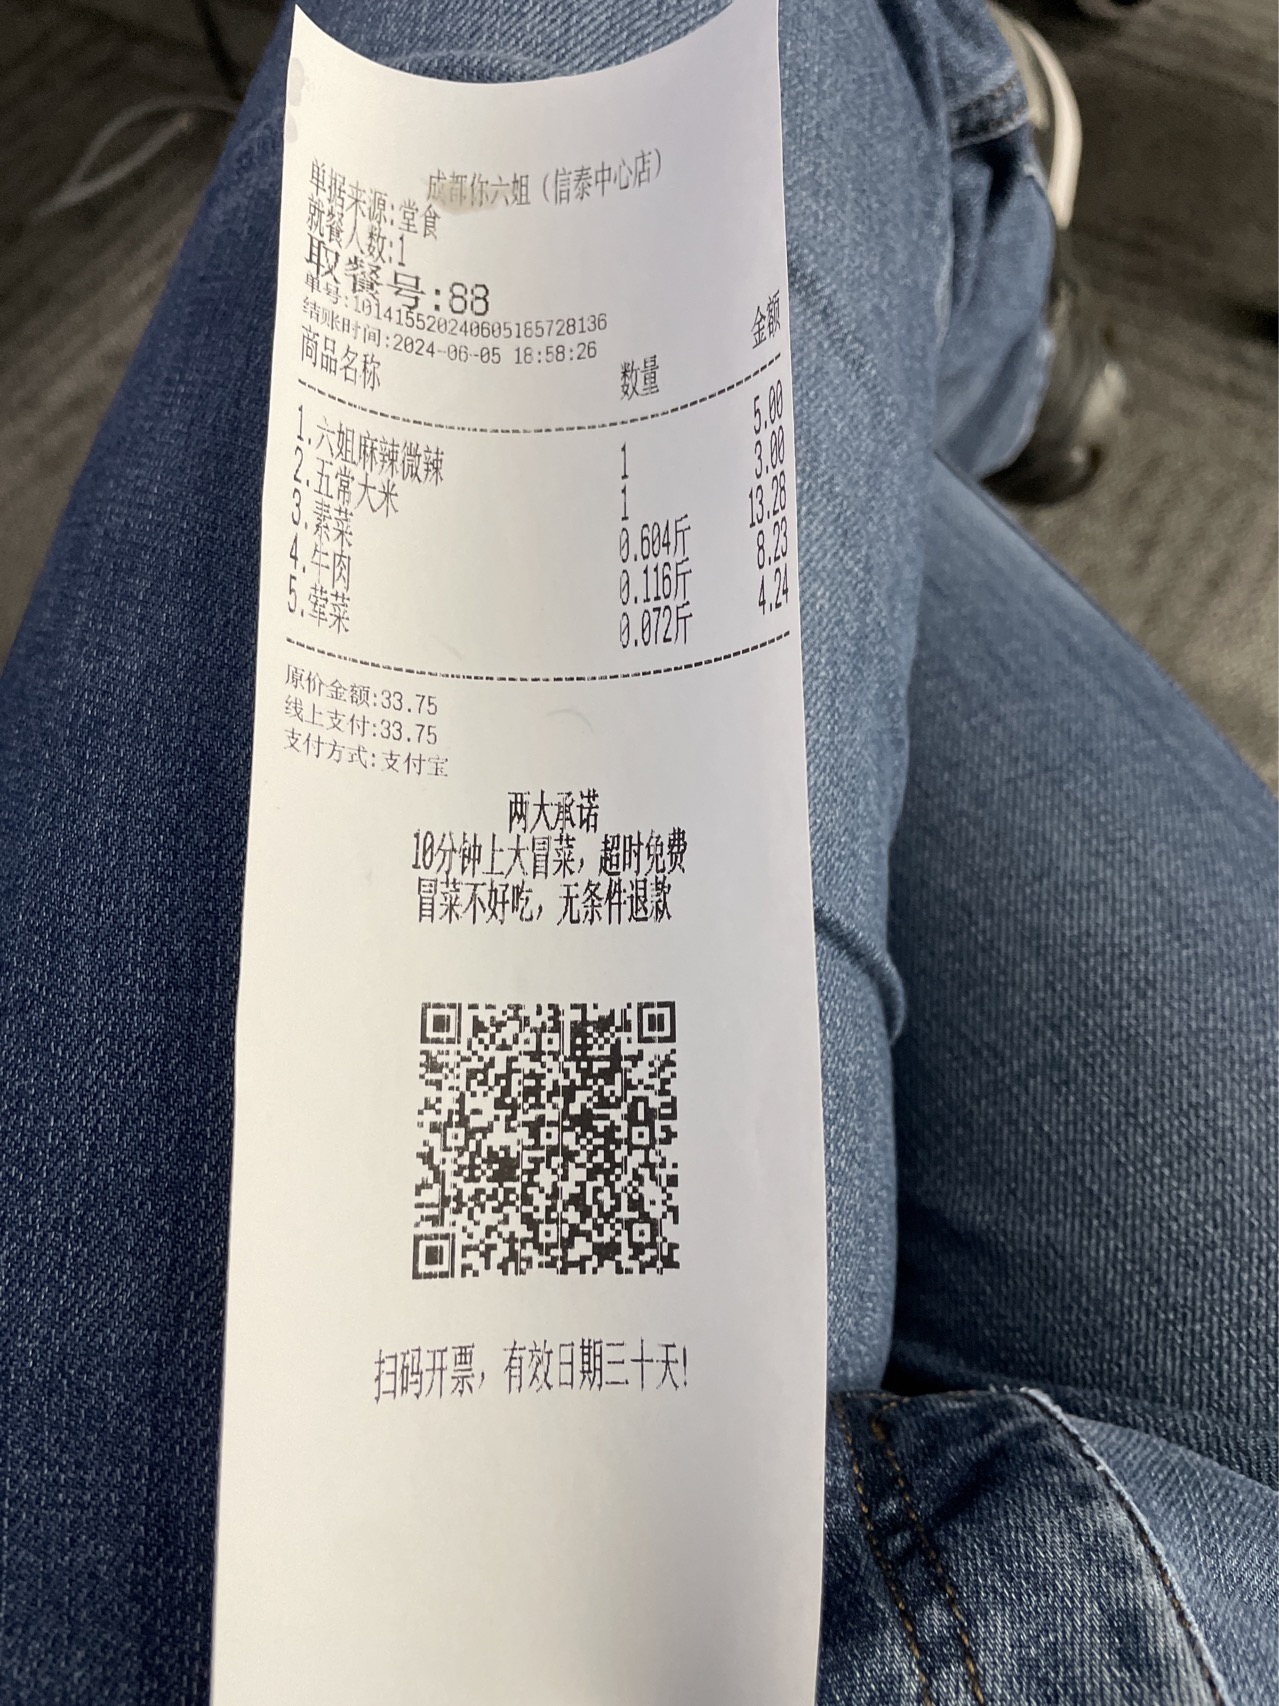 成都你六姐（信泰中心店）
单据来源:堂食
就餐人数:1
取餐号:88
单号:101415520240605185728136
结账时间:2024-06-05 18:58:26
商品名称 数量 金额
1.六姐麻辣微辣 1 5.00
2.五常大米 1 3.00
3.素菜 0.604斤 13.28
4.牛肉 0.116斤 8.23
5.荤菜 0.072斤 4.24
原价金额:33.75
线上支付:33.75
支付方式:支付宝
两大承诺
10分钟上大冒菜，超时免费
冒菜不好吃，无条件退款
扫码开票，有效日期三十天!